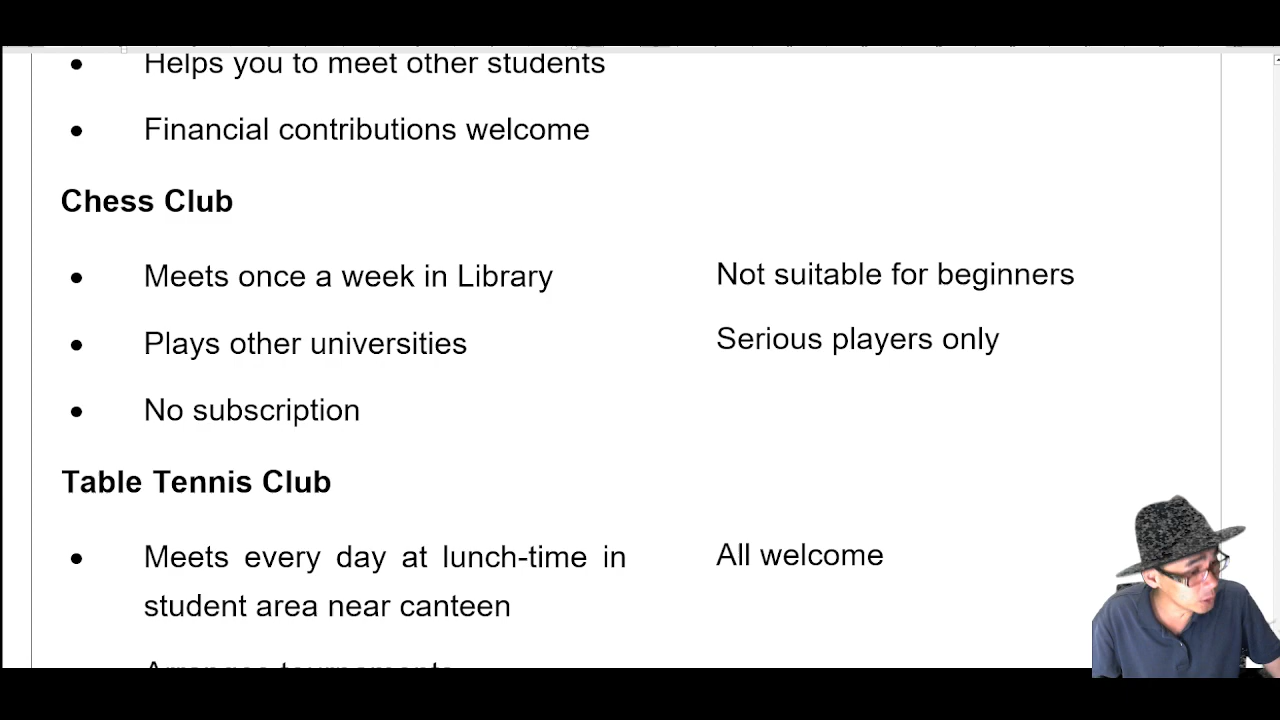 Helps you to meet other students
Financial contributions welcome
Chess Club
Meets once a week in Library
Not suitable for beginners
Plays other universities
Serious players only
No subscription
Table Tennis Club
Meets every day at lunch-time in
student area near canteen
All welcome
Arranges tournaments